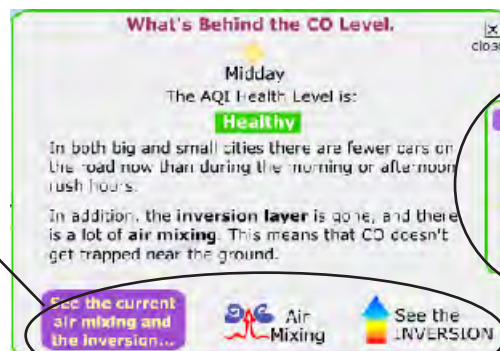 What's Behind the CO Level.
Midday
The AQI Health Level is:
Healthy
In both big and small cities there are fewer cars on
the road now than during the morning or afternoon
rush hours.
In addition, the inversion layer is gone, and there
is a lot of air mixing. This means that CO doesn't
get trapped near the ground.
See the current
air mixing and
the inversion...
Air
Mixing
See the
INVERSION